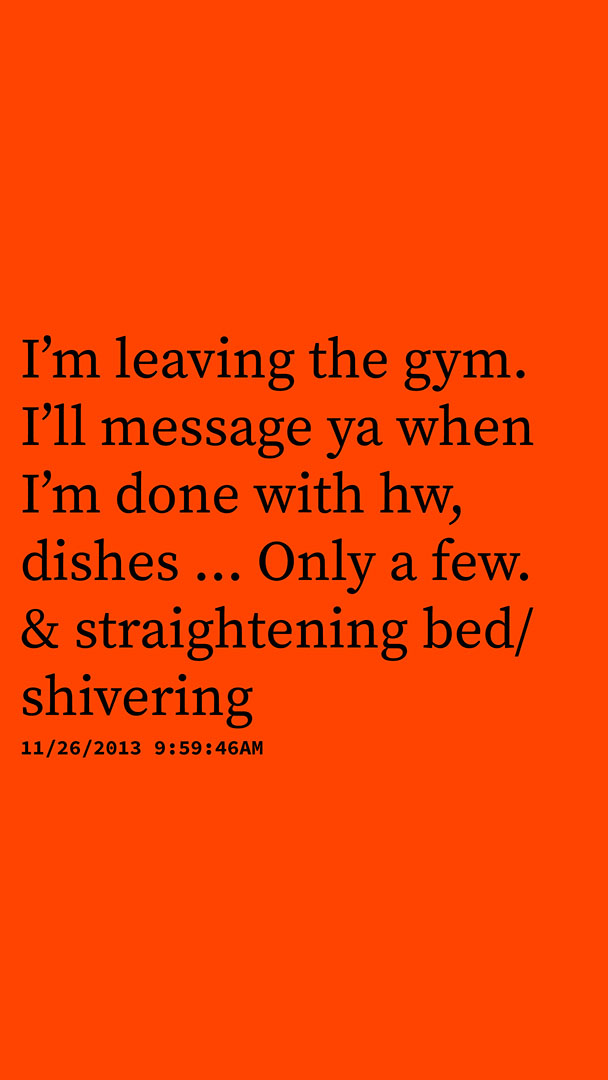 I’m leaving the gym.
I’ll message ya when
I’m done with hw,
dishes ... Only a few.
& straightening bed/
shivering
11/26/2013 9:59:46AM